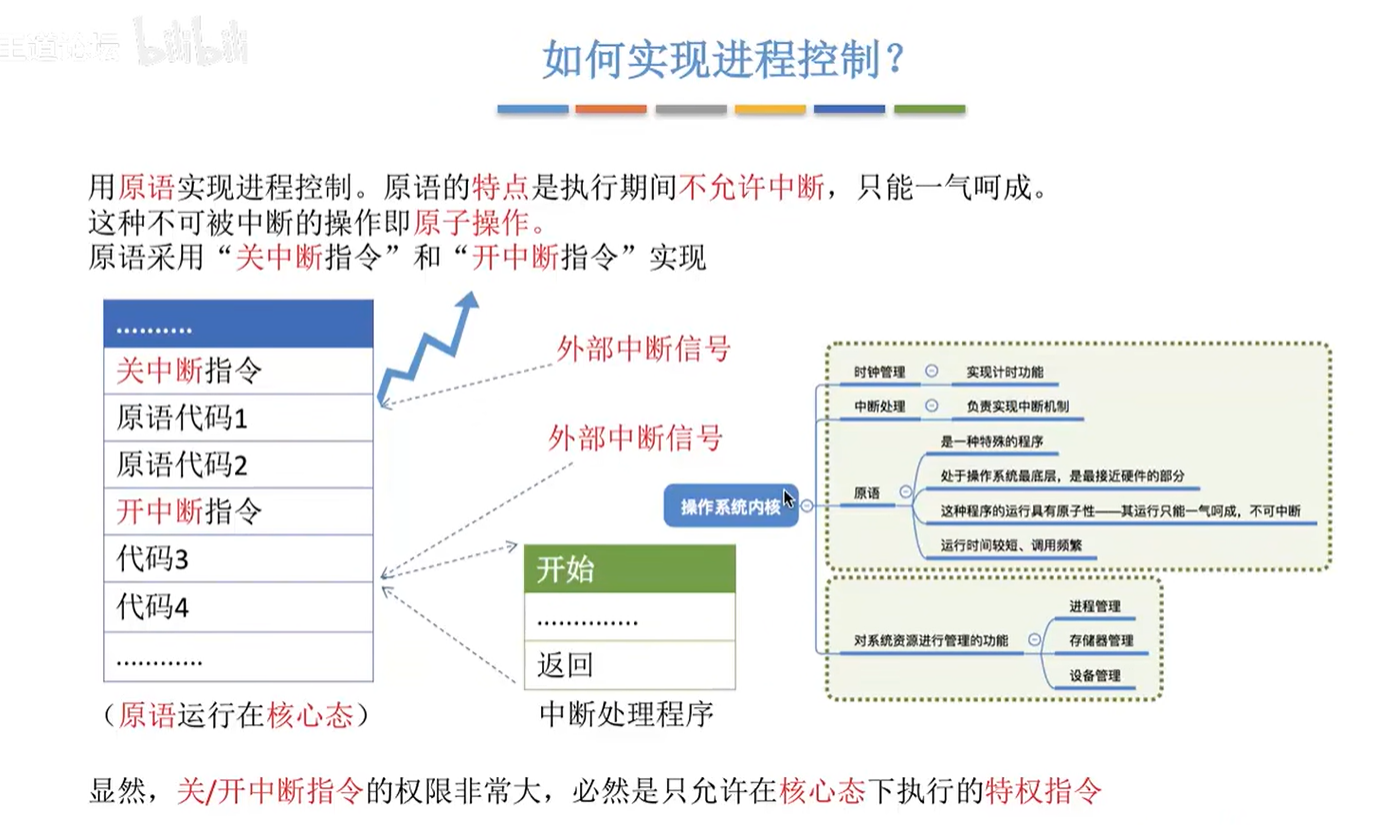 王道论坛 bilibili
如何实现进程控制？
用原语实现进程控制。原语的特点是执行期间不允许中断，只能一气呵成。
这种不可被中断的操作即原子操作。
原语采用“关中断指令”和“开中断指令”实现
..........
关中断指令
原语代码1
原语代码2
开中断指令
代码3
代码4
............
（原语运行在核心态）
外部中断信号
外部中断信号
开始
..............
返回
中断处理程序
操作系统内核
时钟管理
实现计时功能
中断处理
负责实现中断机制
原语
是一种特殊的程序
处于操作系统最底层，是最接近硬件的部分
这种程序的运行具有原子性——其运行只能一气呵成，不可中断
运行时间较短、调用频繁
对系统资源进行管理的功能
进程管理
存储器管理
设备管理
显然，关/开中断指令的权限非常大，必然是只允许在核心态下执行的特权指令